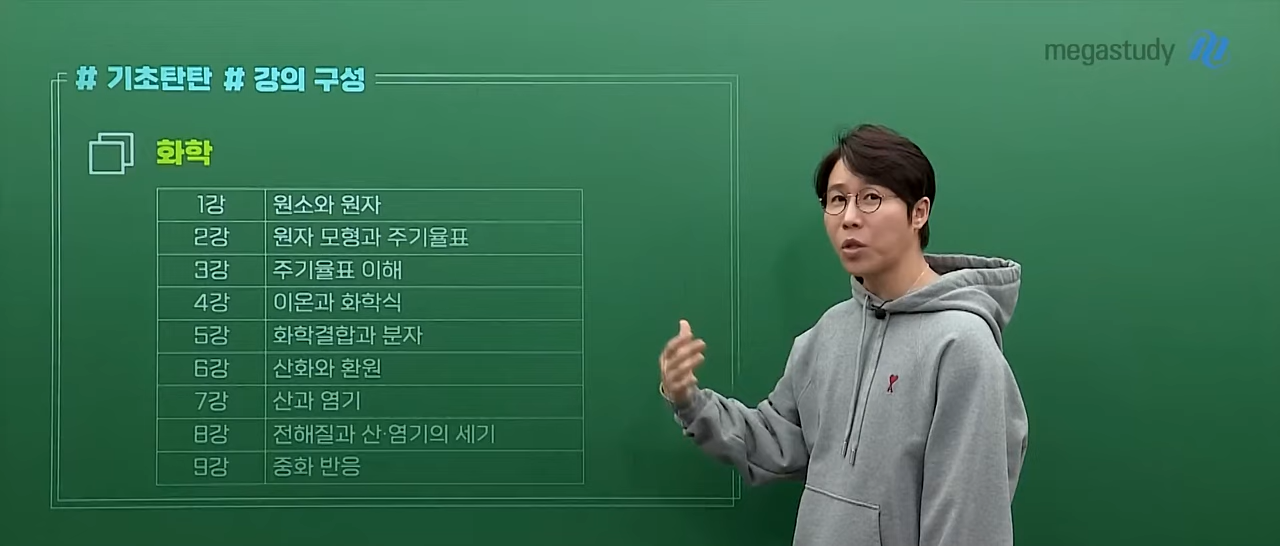 megastudy
# 기초탄탄 # 강의 구성
화학
1강 원소와 원자
2강 원자 모형과 주기율표
3강 주기율표 이해
4강 이온과 화학식
5강 화학결합과 분자
6강 산화와 환원
7강 산과 염기
8강 전해질과 산·염기의 세기
9강 중화 반응